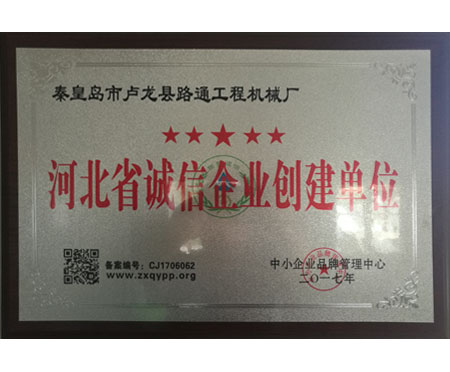 秦皇岛市卢龙县路通工程机械厂
河北省诚信企业创建单位
备案编号：CJ1706062
www.zxqypp.org
中小企业品牌管理中心
二〇一七年